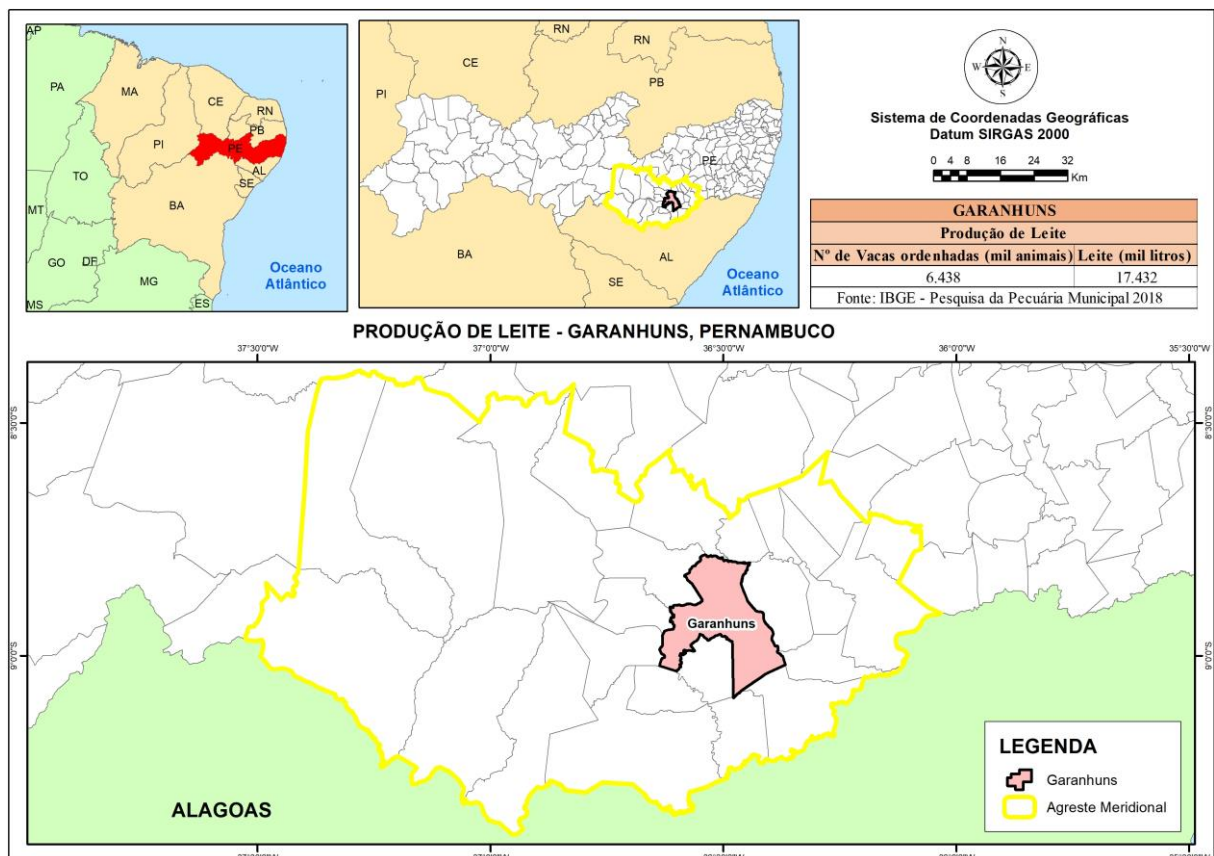 AP
PA
MA
CE
RN
PB
PI
PE
AL
SE
TO
BA
MT
GO
DF
MG
MS
ES
Oceano
Atlântico
RN
RN
CE
PB
PI
PE
BA
AL
SE
Oceano
Atlântico
N
W E
S
Sistema de Coordenadas Geográficas
Datum SIRGAS 2000
0 4 8 16 24 32
Km
GARANHUNS
Produção de Leite
Nº de Vacas ordenhadas (mil animais) Leite (mil litros)
6.438 17.432
Fonte: IBGE - Pesquisa da Pecuária Municipal 2018
PRODUÇÃO DE LEITE - GARANHUNS, PERNAMBUCO
37°30'0"W 37°0'0"W 36°30'0"W 36°0'0"W 35°30'0"W
8°30'0"S 8°30'0"S
Garanhuns
9°0'0"S 9°0'0"S
ALAGOAS
LEGENDA
Garanhuns
Agreste Meridional